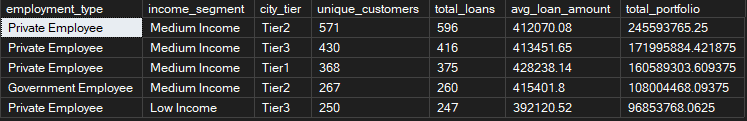 employment_type income_segment city_tier unique_customers total_loans avg_loan_amount total_portfolio
Private Employee Medium Income Tier2 571 596 412070.08 245593765.25
Private Employee Medium Income Tier3 430 416 413451.65 171995884.421875
Private Employee Medium Income Tier1 368 375 428238.14 160589303.609375
Government Employee Medium Income Tier2 267 260 415401.8 108004468.09375
Private Employee Low Income Tier3 250 247 392120.52 96853768.0625